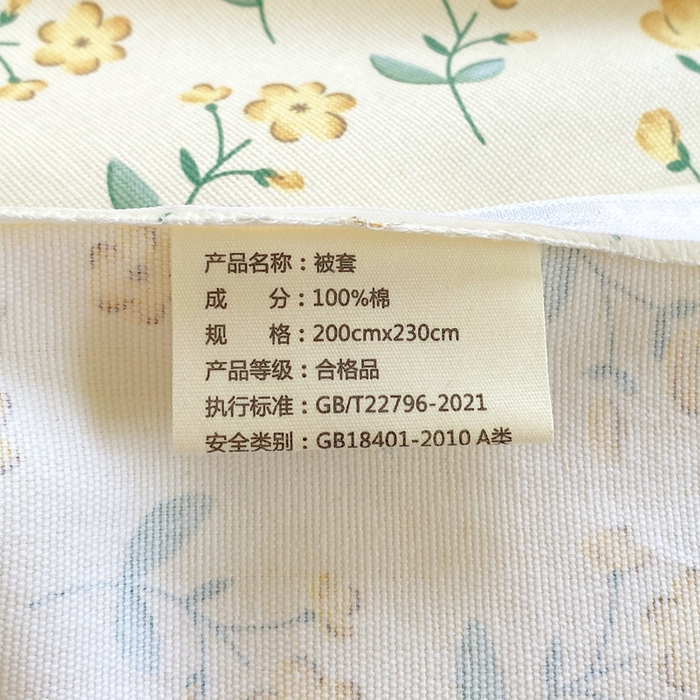 产品名称：被套
成　　分：100%棉
规　　格：200cmx230cm
产品等级：合格品
执行标准：GB/T22796-2021
安全类别：GB18401-2010 A类